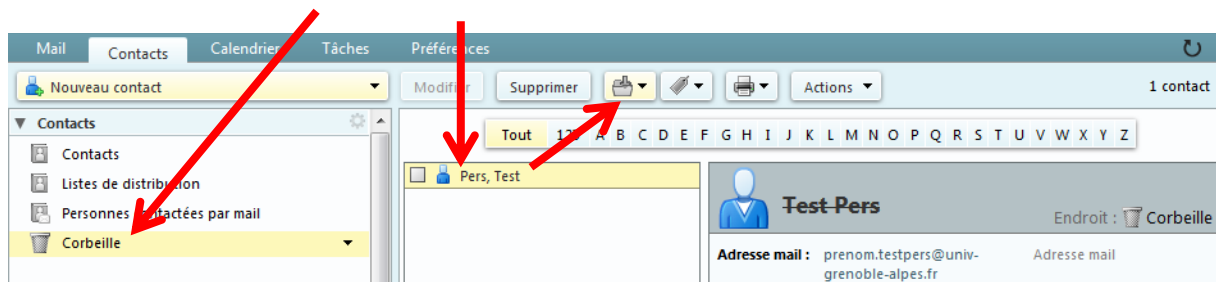 Mail Contacts Calendrier Tâches Préférences
Nouveau contact Modifier Supprimer Actions 1 contact
Contacts
Tout 123 A B C D E F G H I J K L M N O P Q R S T U V W X Y Z
Contacts
Listes de distribution
Personnes contactées par mail
Corbeille
Pers, Test
Test Pers
Endroit : Corbeille
Adresse mail : prenom.testpers@univ-
grenoble-alpes.fr
Adresse mail